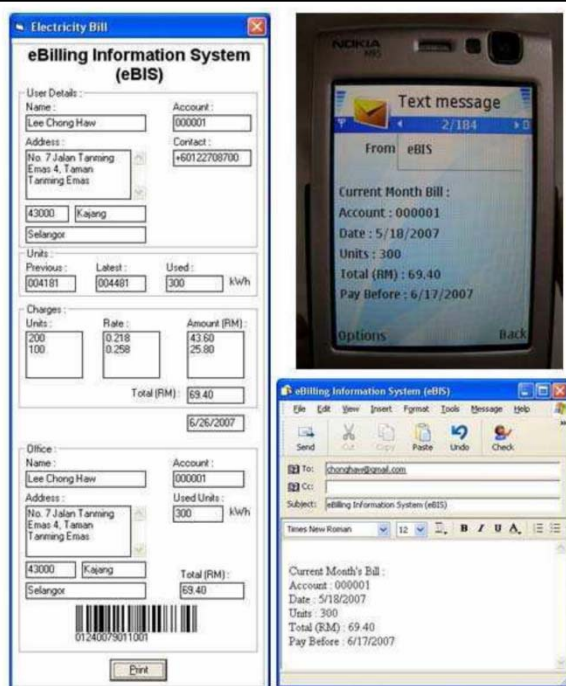 Electricity Bill
eBilling Information System
(eBIS)
User Details :
Name : Account :
Lee Chong Haw 000001
Address : Contact :
No. 7 Jalan Tanming +60122708700
Emas 4, Taman
Tanming Emas
43000 Kajang
Selangor
Units :
Previous : Latest : Used :
004181 004481 300 kWh
Charges :
Units : Rate : Amount (RM) :
200 0.218 43.60
100 0.258 25.80
Total (RM) : 69.40
6/26/2007
Office :
Name : Account :
Lee Chong Haw 000001
Address : Used Units :
No. 7 Jalan Tanming 300 kWh
Emas 4, Taman
Tanming Emas
43000 Kajang Total (RM) :
Selangor 69.40
01240079011001
Print
NOKIA
N95
Text message
2/184
From eBIS
Current Month Bill :
Account : 000001
Date : 5/18/2007
Units : 300
Total (RM) : 69.40
Pay Before : 6/17/2007
Options Back
eBilling Information System (eBIS)
File Edit View Insert Format Tools Message Help
Send Cut Copy Paste Undo Check
To: chonghaw@gmail.com
Cc:
Subject: eBilling Information System (eBIS)
Times New Roman 12 B I U A
Current Month's Bill :
Account : 000001
Date : 5/18/2007
Units : 300
Total (RM) : 69.40
Pay Before : 6/17/2007